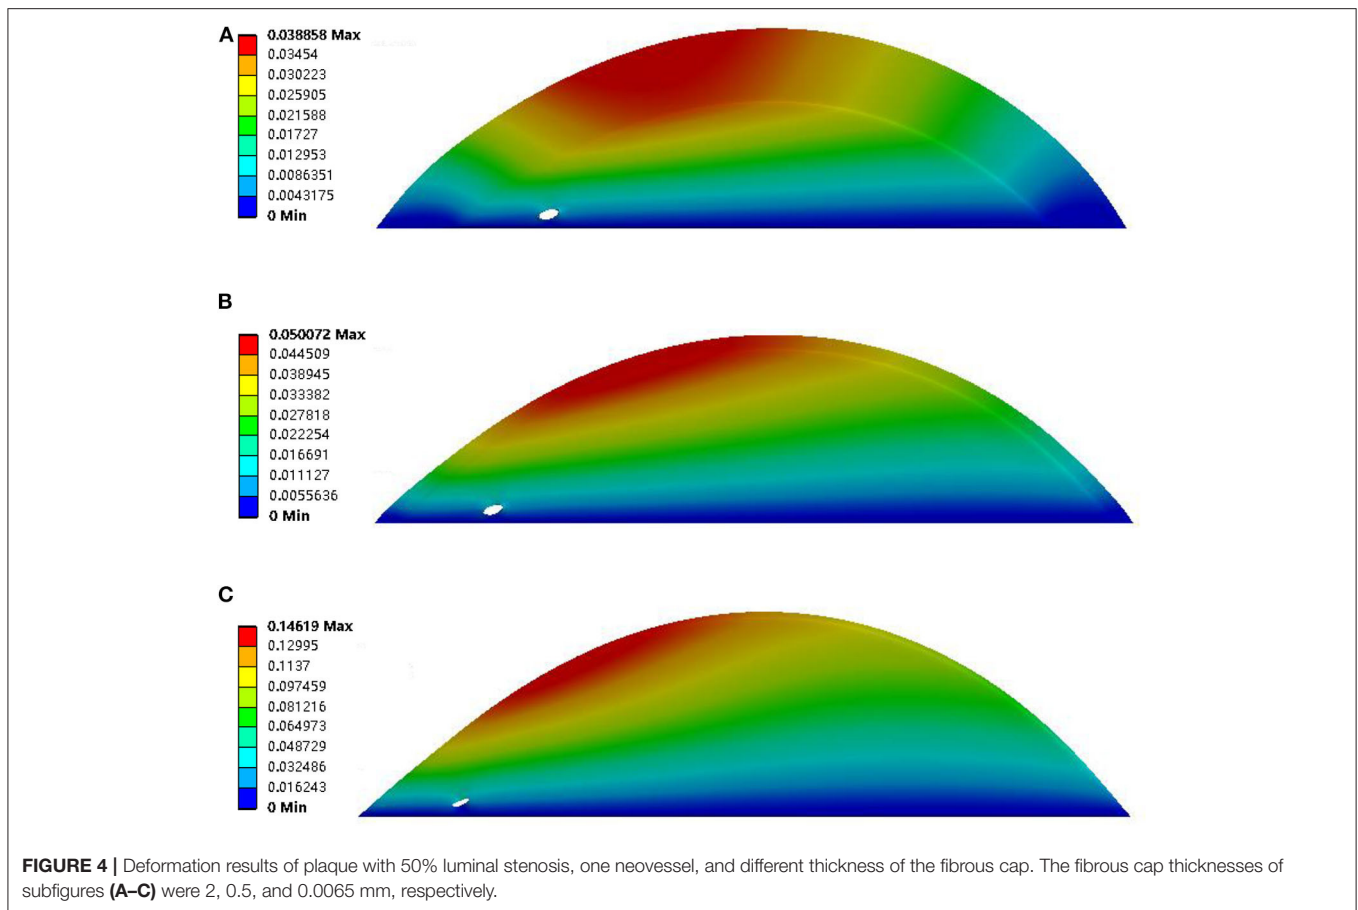 A
0.038858 Max
0.03454
0.030223
0.025905
0.021588
0.01727
0.012953
0.0086351
0.0043175
0 Min
B
0.050072 Max
0.044509
0.038945
0.033382
0.027818
0.022254
0.016691
0.011127
0.0055636
0 Min
C
0.14619 Max
0.12995
0.1137
0.097459
0.081216
0.064973
0.048729
0.032486
0.016243
0 Min
FIGURE 4 | Deformation results of plaque with 50% luminal stenosis, one neovessel, and different thickness of the fibrous cap. The fibrous cap thicknesses of
subfigures (A–C) were 2, 0.5, and 0.0065 mm, respectively.